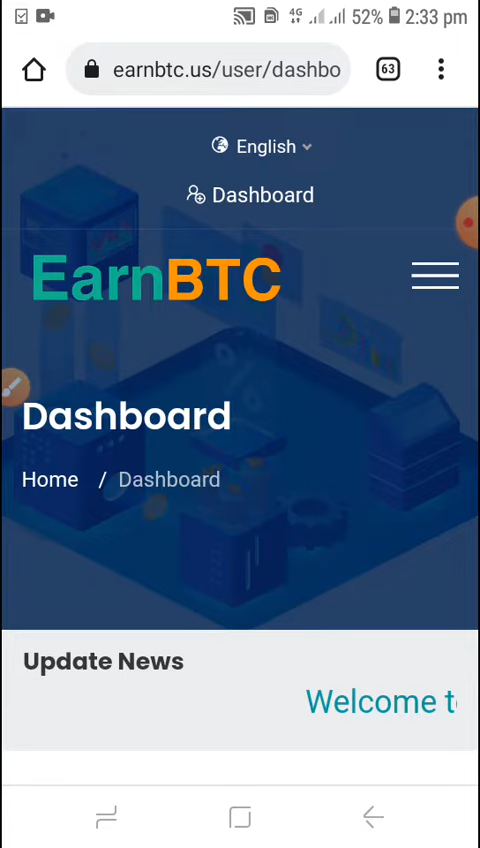 52% 2:33 pm
earnbtc.us/user/dashbo
63
English
Dashboard
EarnBTC
Dashboard
Home / Dashboard
Update News
Welcome t